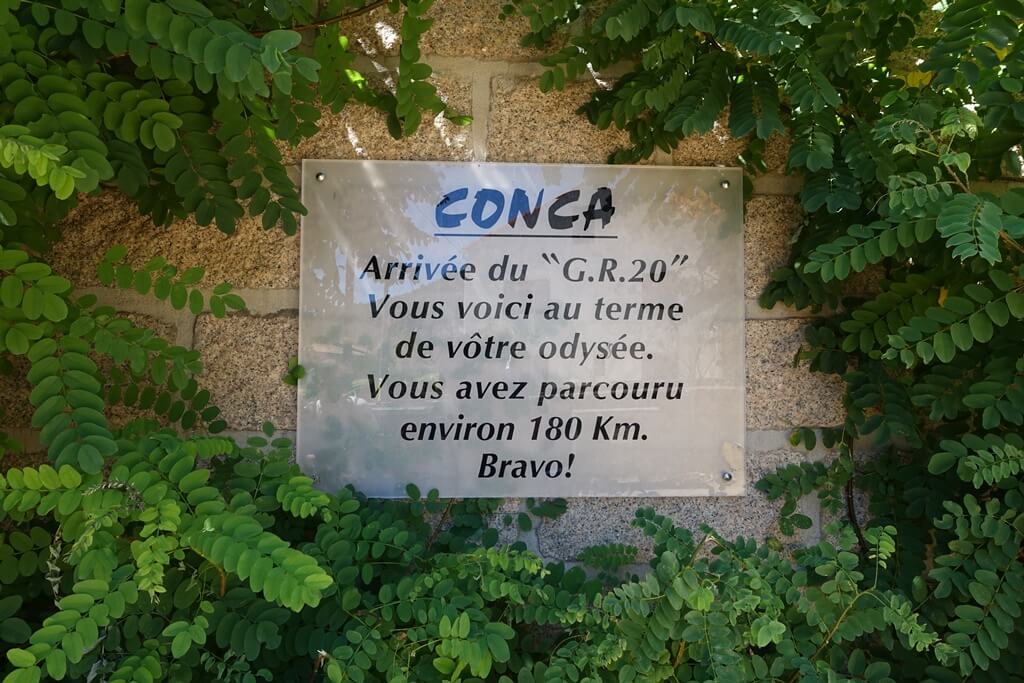 CONCA
Arrivée du "G.R.20"
Vous voici au terme
de vôtre odysée.
Vous avez parcouru
environ 180 Km.
Bravo!